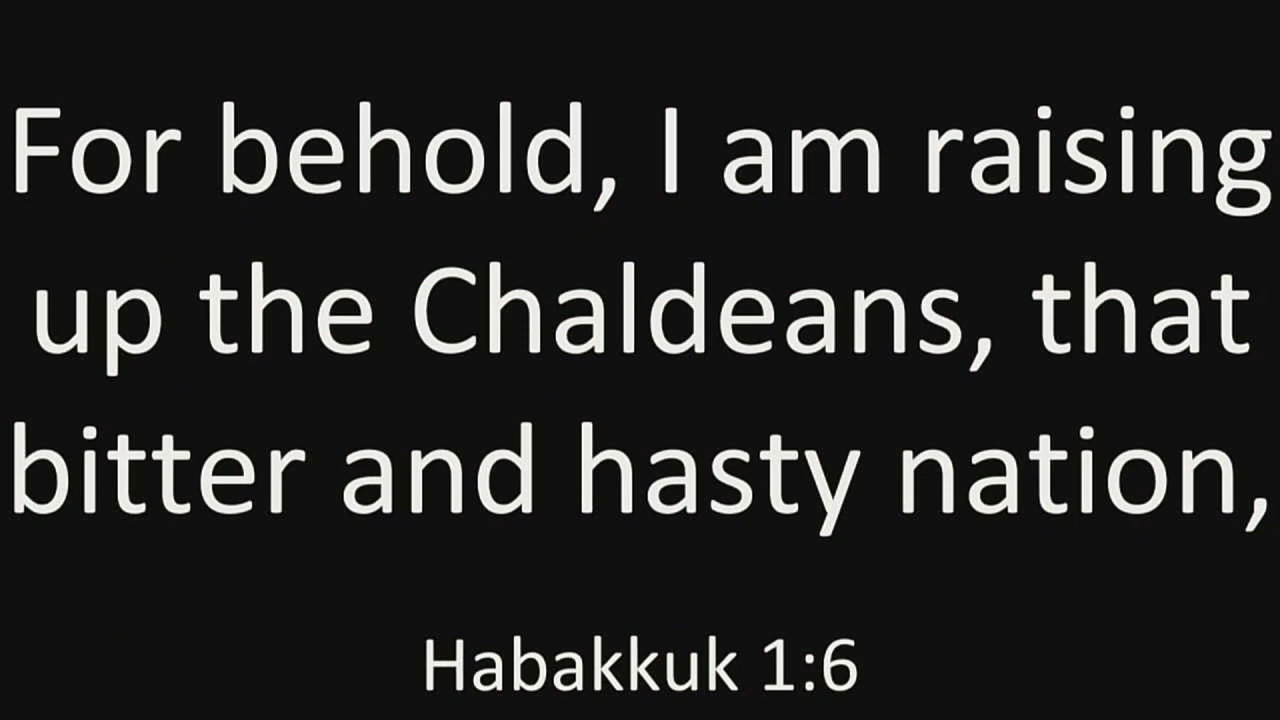 For behold, I am raising
up the Chaldeans, that
bitter and hasty nation,
Habakkuk 1:6